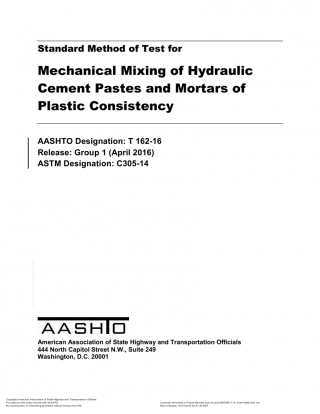 Standard Method of Test for
Mechanical Mixing of Hydraulic
Cement Pastes and Mortars of
Plastic Consistency
AASHTO Designation: T 162-16
Release: Group 1 (April 2016)
ASTM Designation: C305-14
AASHTO
American Association of State Highway and Transportation Officials
444 North Capitol Street N.W., Suite 249
Washington, D.C. 20001